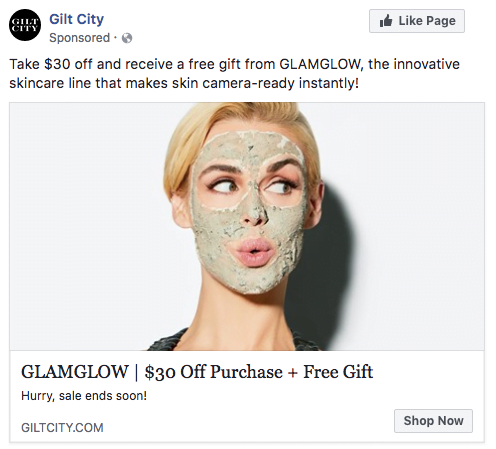 GILT
CITY
Gilt City
Sponsored ·
Like Page
Take $30 off and receive a free gift from GLAMGLOW, the innovative
skincare line that makes skin camera-ready instantly!
GLAMGLOW | $30 Off Purchase + Free Gift
Hurry, sale ends soon!
GILTCITY.COM
Shop Now